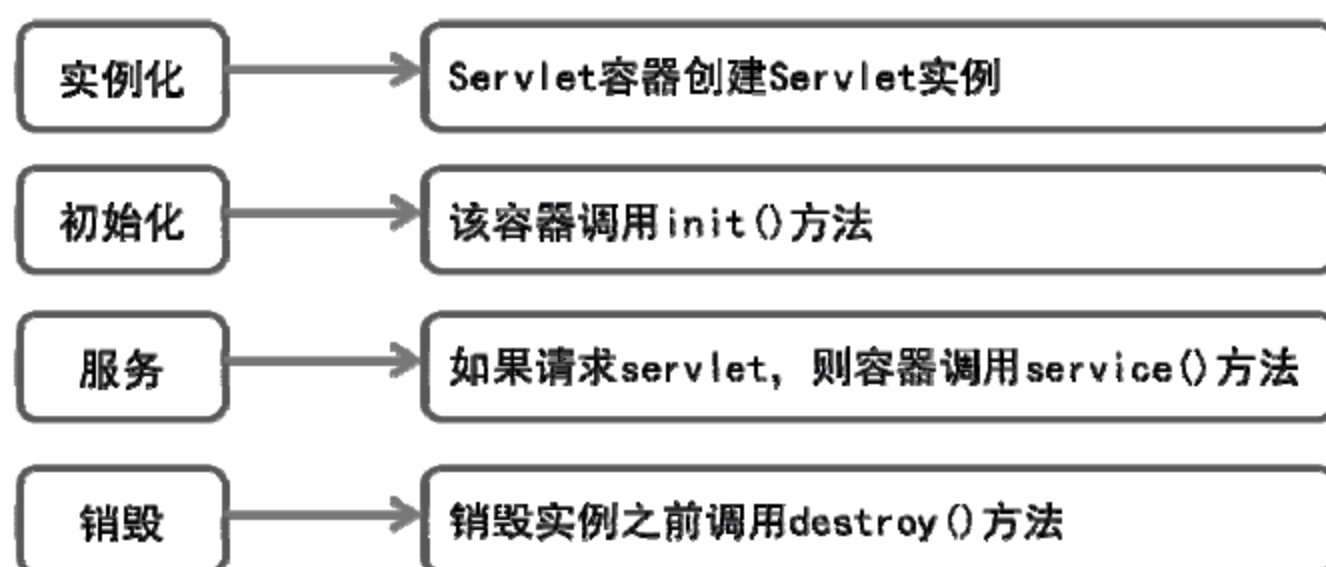 实例化
Servlet容器创建Servlet实例
初始化
该容器调用init()方法
服务
如果请求servlet，则容器调用service()方法
销毁
销毁实例之前调用destroy()方法